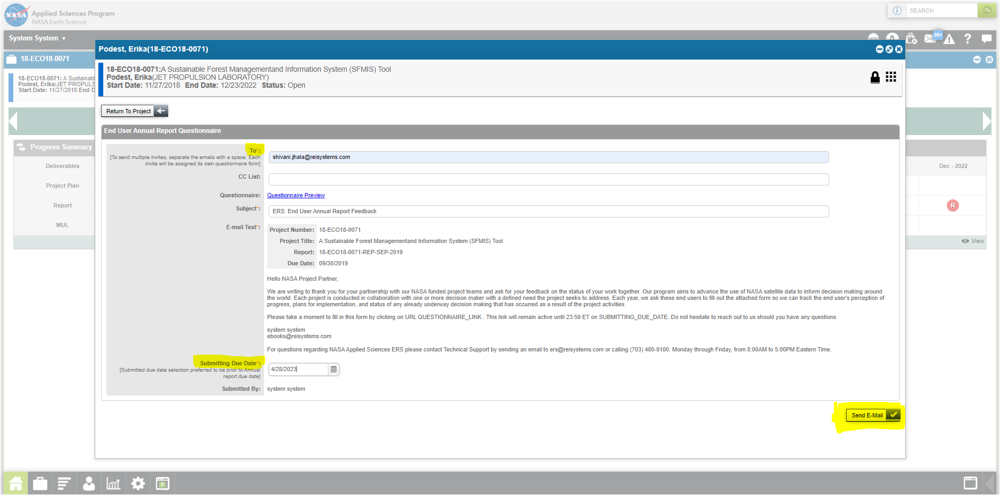 NASA
Applied Sciences Program
NASA Earth Science
SEARCH
System System
99+
18-ECO18-0071
18-ECO18-0071: A Sustainab
Podest, Erika(JET PROPULS
Start Date: 11/27/2018 End D
Progress Summary
Deliverables
Project Plan
Report
MUL
Dec - 2022
R
View
Podest, Erika(18-ECO18-0071)
18-ECO18-0071:A Sustainable Forest Managementand Information System (SFMIS) Tool
Podest, Erika(JET PROPULSION LABORATORY)
Start Date: 11/27/2018 End Date: 12/23/2022 Status: Open
Return To Project
End User Annual Report Questionnaire
To*:
[To send multiple invites, separate the emails with a space. Each
invite will be assigned its own questionnaire form]
shivani.jhala@reisystems.com
CC List:
Questionnaire: Questionnaire Preview
Subject*: ERS: End User Annual Report Feedback
E-mail Text*:
Project Number: 18-ECO18-0071
Project Title: A Sustainable Forest Managementand Information System (SFMIS) Tool
Report: 18-ECO18-0071-REP-SEP-2019
Due Date: 09/30/2019
Hello NASA Project Partner,
We are writing to thank you for your partnership with our NASA funded project teams and ask for your feedback on the status of your work together. Our program aims to advance the use of NASA satellite data to inform decision making around
the world. Each project is conducted in collaboration with one or more decision maker with a defined need the project seeks to address. Each year, we ask these end users to fill out the attached form so we can track the end user's perception of
progress, plans for implementation, and status of any already underway decision making that has occurred as a result of the project activities.
Please take a moment to fill in this form by clicking on URL QUESTIONNAIRE_LINK . This link will remain active until 23:59 ET on SUBMITTING_DUE_DATE. Do not hesitate to reach out to us should you have any questions.
system system
ebooks@reisystems.com
For questions regarding NASA Applied Sciences ERS please contact Technical Support by sending an email to ers@reisystems.com or calling (703) 480-9100, Monday through Friday, from 8:00AM to 5:00PM Eastern Time.
Submitting Due Date*:
[Submitted due date selection preferred to be prior to Annual
report due date]
4/28/2023
Submitted By: system system
Send E-Mail
P